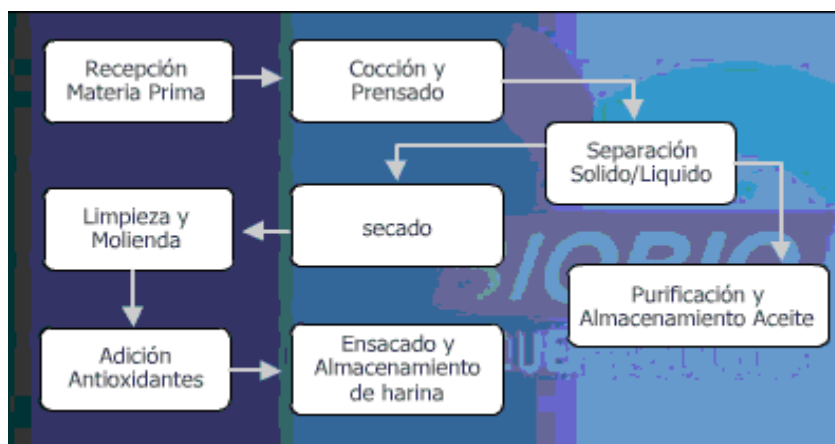 Recepción
Materia Prima
Cocción y
Prensado
Separación
Solido/Liquido
secado
Limpieza y
Molienda
BIOBIO
Purificación y
Almacenamiento Aceite
Adición
Antioxidantes
Ensacado y
Almacenamiento
de harina